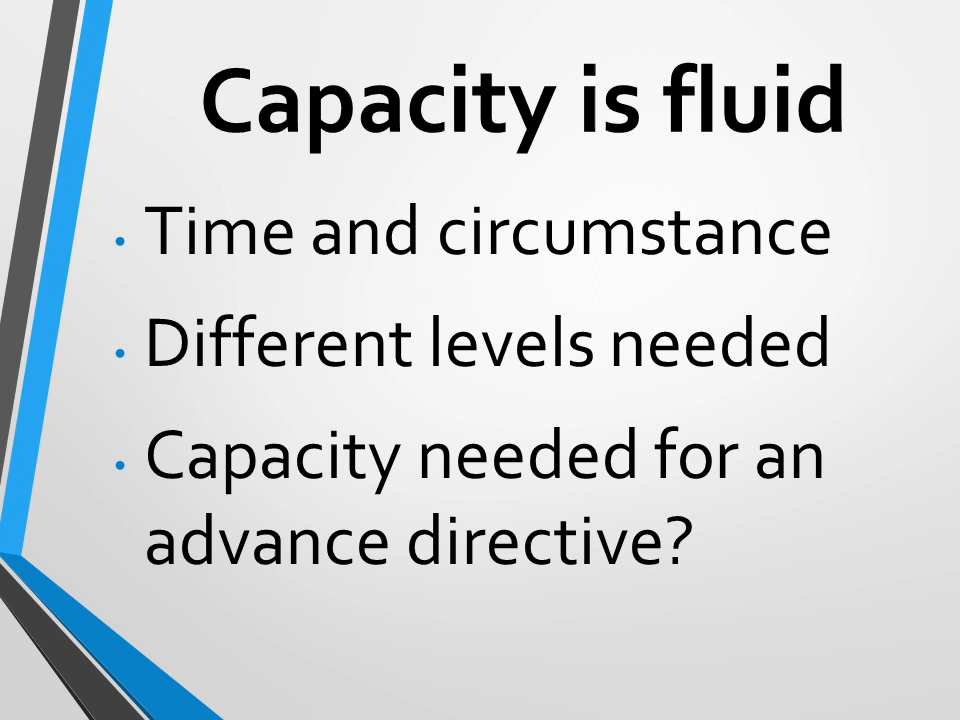 Capacity is fluid
• Time and circumstance
• Different levels needed
• Capacity needed for an
advance directive?